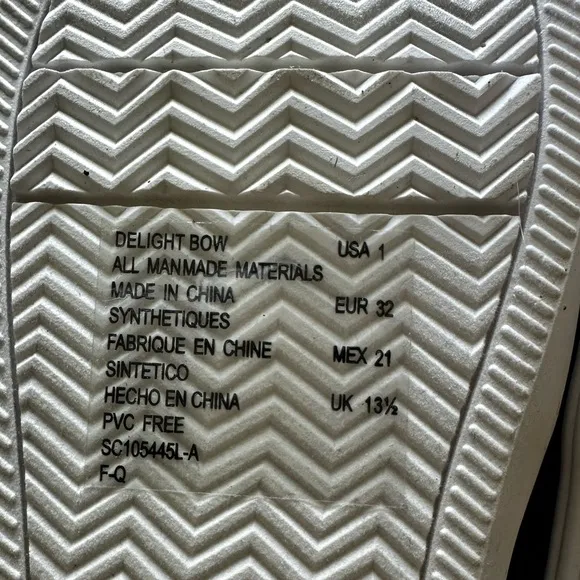 DELIGHT BOW USA 1
ALL MANMADE MATERIALS
MADE IN CHINA EUR 32
SYNTHETIQUES
FABRIQUE EN CHINE MEX 21
SINTETICO
HECHO EN CHINA UK 13½
PVC FREE
SC105445L-A
F-Q